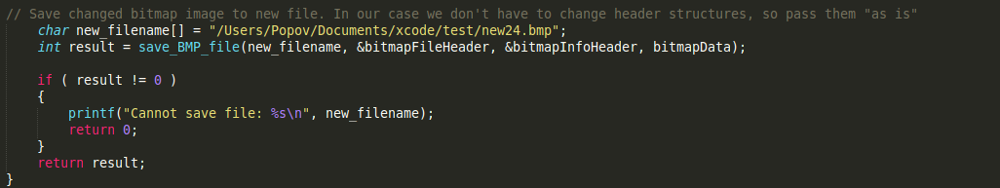 // Save changed bitmap image to new file. In our case we don't have to change header structures, so pass them "as is"
char new_filename[] = "/Users/Popov/Documents/xcode/test/new24.bmp";
int result = save_BMP_file(new_filename, &bitmapFileHeader, &bitmapInfoHeader, bitmapData);
if ( result != 0 )
{
printf("Cannot save file: %s\n", new_filename);
return 0;
}
return result;
}